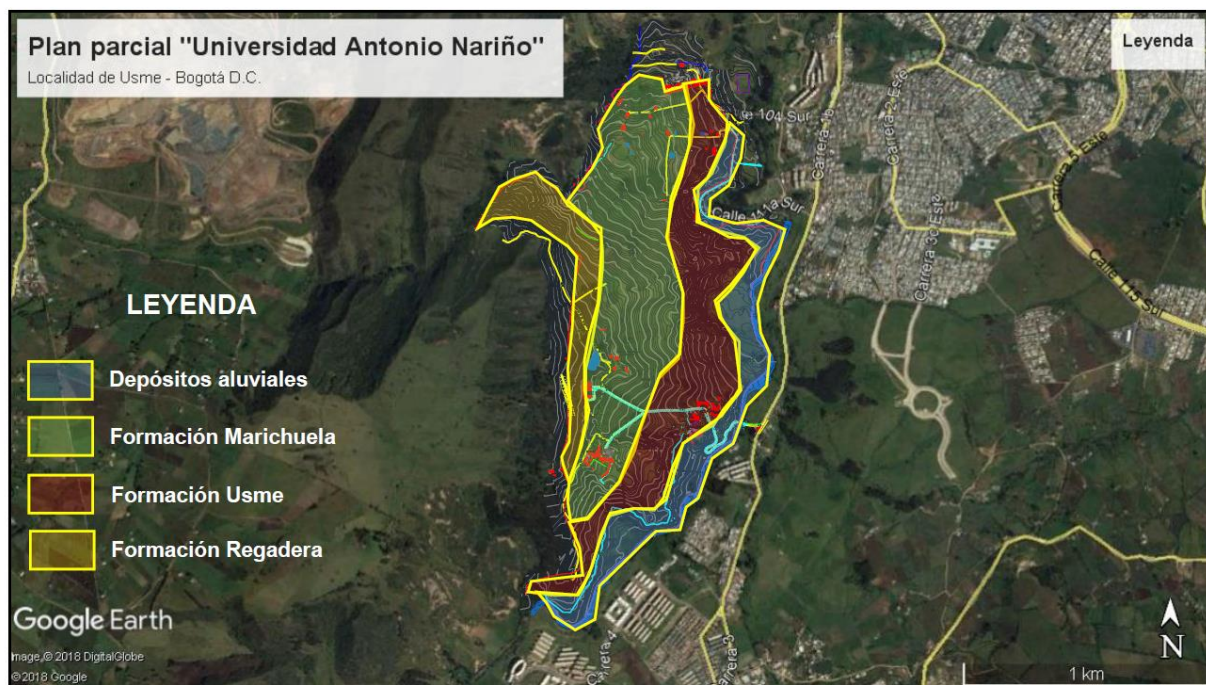 Plan parcial "Universidad Antonio Nariño"
Localidad de Usme - Bogotá D.C.
Leyenda
e 104 Sur
Carrera 1a
Carrera 2 Este
Carrera 3 Este
Calle 111a Sur
Carrera 3c Este
Calle 115 Sur
LEYENDA
Depósitos aluviales
Formación Marichuela
Formación Usme
Formación Regadera
Google Earth
Image © 2018 DigitalGlobe
© 2018 Google
Carrera 4
Carrera 3
N
1 km